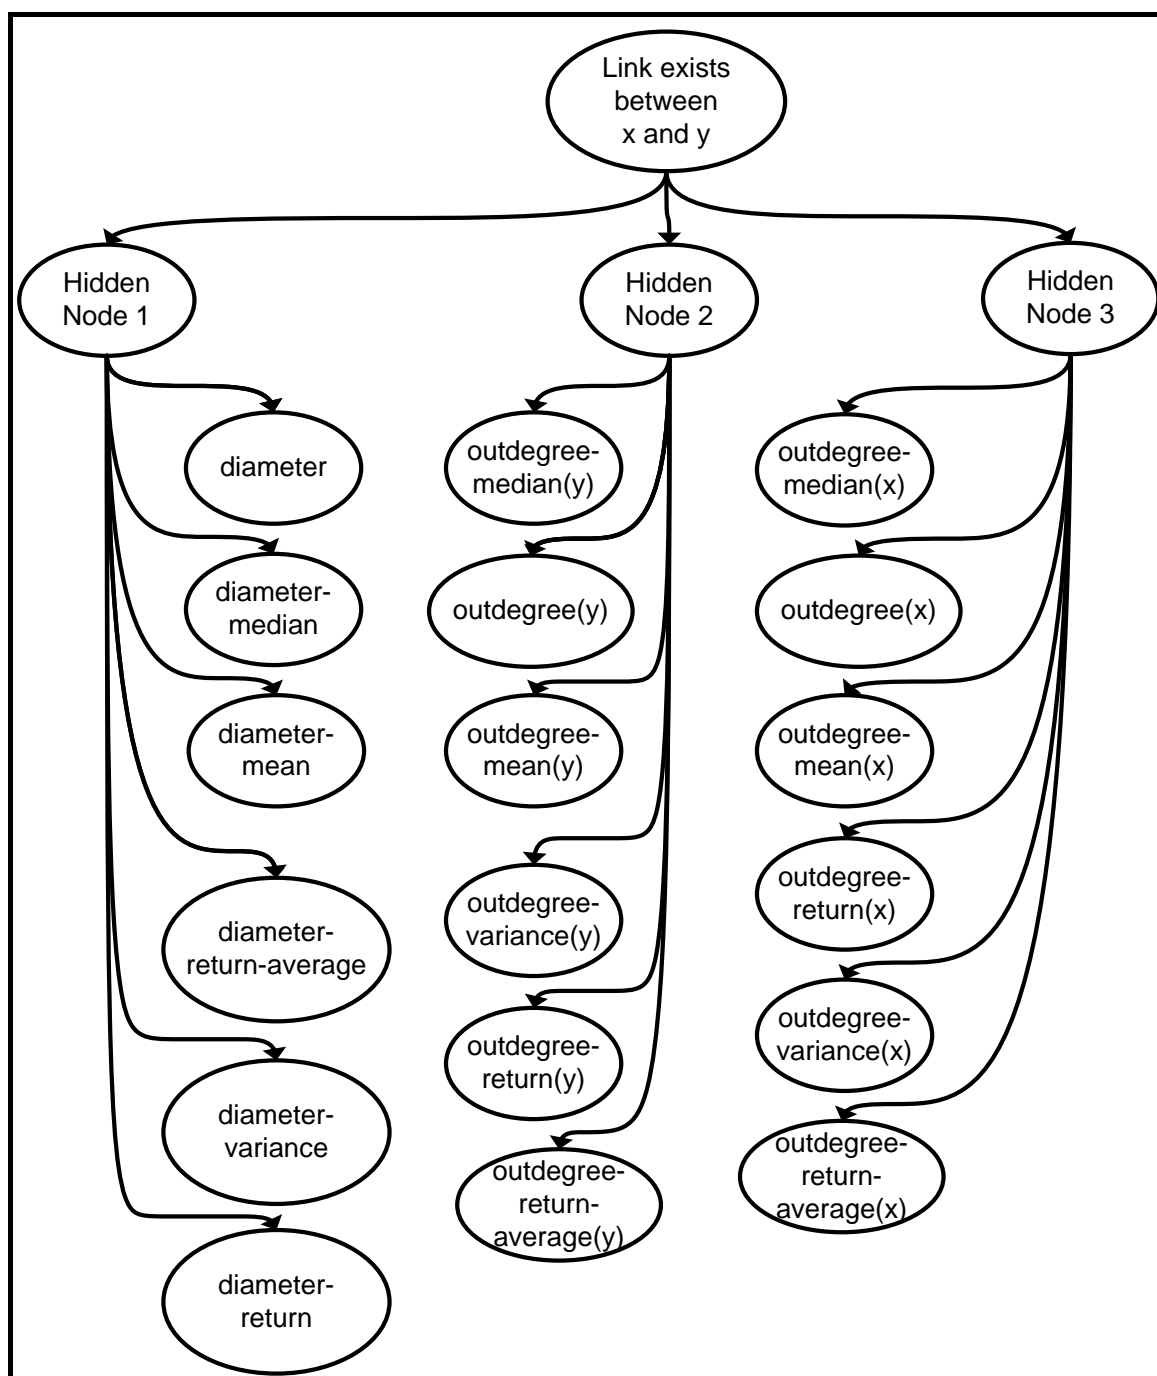 Link exists
between
x and y
Hidden
Node 1
Hidden
Node 2
Hidden
Node 3
diameter
diameter-
median
diameter-
mean
diameter-
return-average
diameter-
variance
diameter-
return
outdegree-
median(y)
outdegree(y)
outdegree-
mean(y)
outdegree-
variance(y)
outdegree-
return(y)
outdegree-
return-
average(y)
outdegree-
median(x)
outdegree(x)
outdegree-
mean(x)
outdegree-
return(x)
outdegree-
variance(x)
outdegree-
return-
average(x)